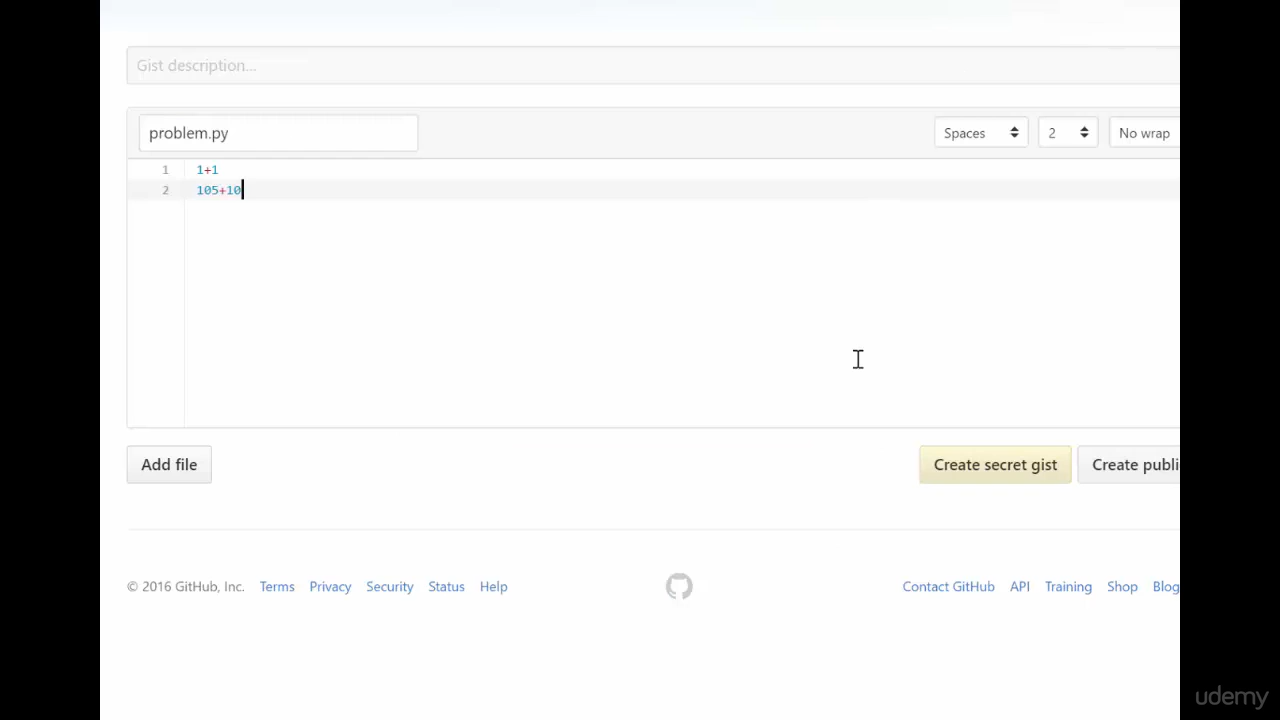 Gist description...
problem.py
Spaces 2 No wrap
1 1+1
2 105+10
Add file Create secret gist Create publi
© 2016 GitHub, Inc. Terms Privacy Security Status Help Contact GitHub API Training Shop Blog
udemy